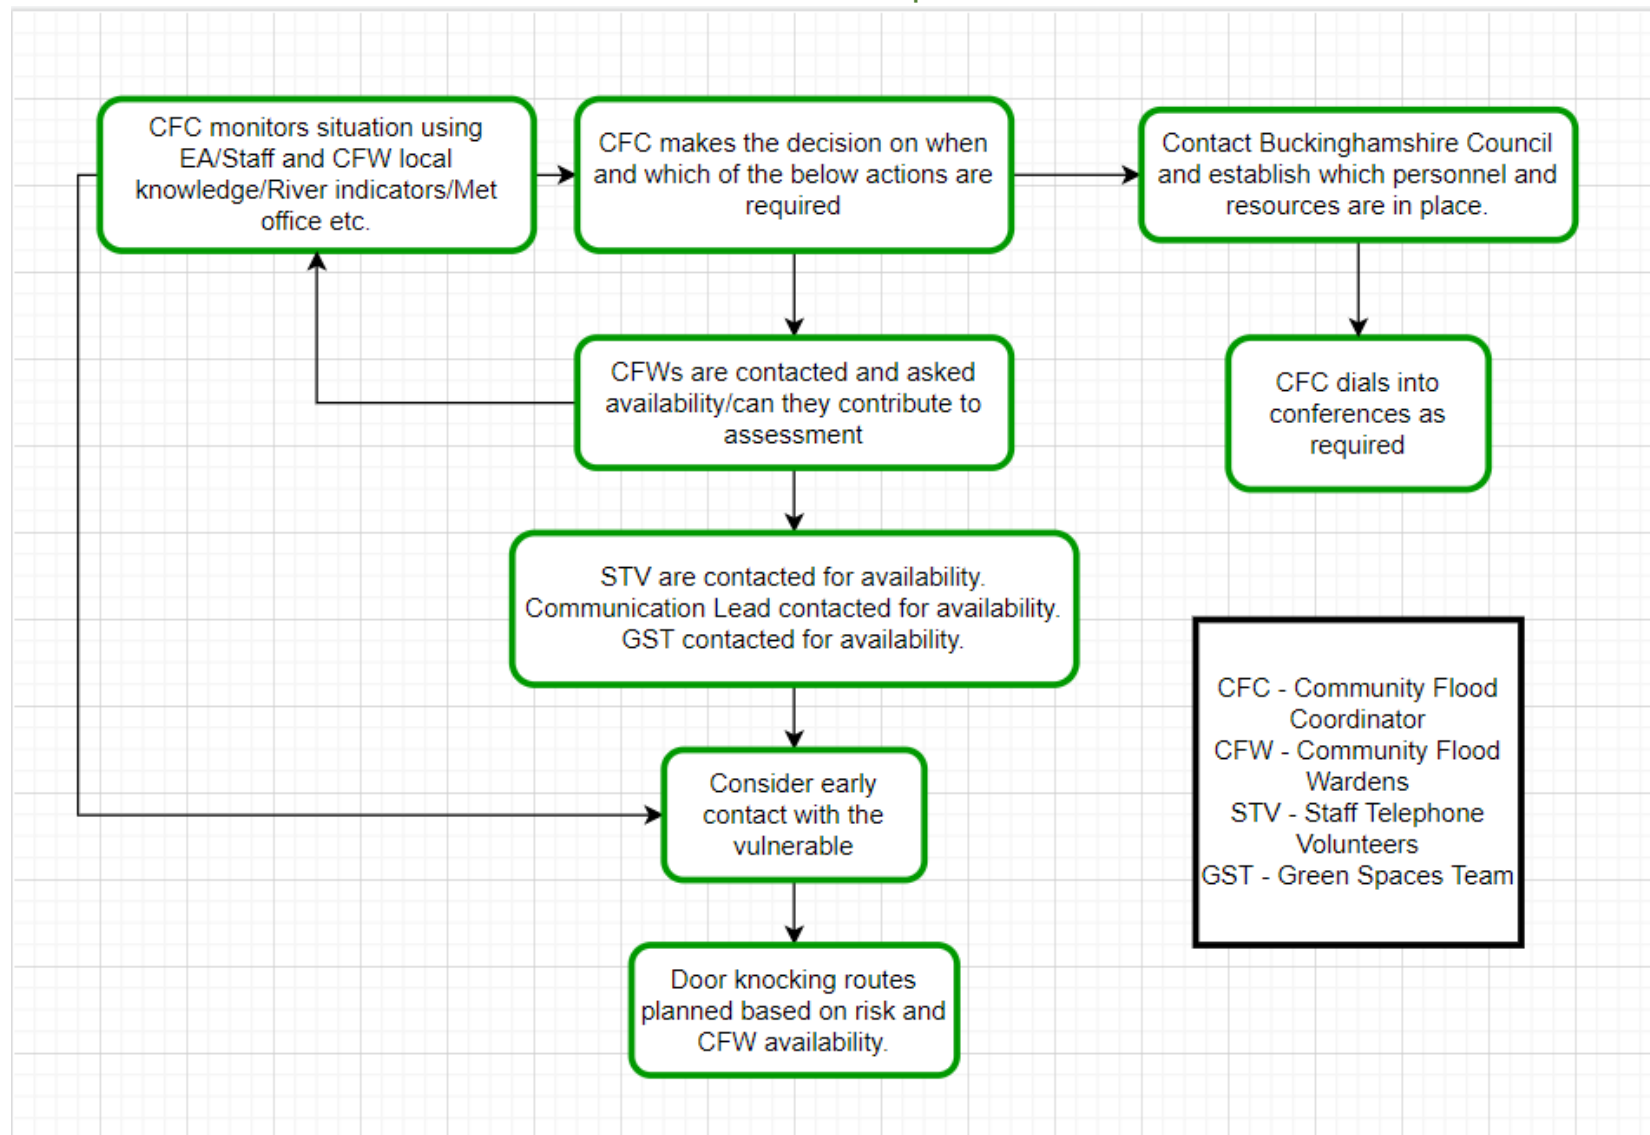 CFC monitors situation using
EA/Staff and CFW local
knowledge/River indicators/Met
office etc.
CFC makes the decision on when
and which of the below actions are
required
Contact Buckinghamshire Council
and establish which personnel and
resources are in place.
CFWs are contacted and asked
availability/can they contribute to
assessment
CFC dials into
conferences as
required
STV are contacted for availability.
Communication Lead contacted for availability.
GST contacted for availability.
Consider early
contact with the
vulnerable
Door knocking routes
planned based on risk and
CFW availability.
CFC - Community Flood
Coordinator
CFW - Community Flood
Wardens
STV - Staff Telephone
Volunteers
GST - Green Spaces Team